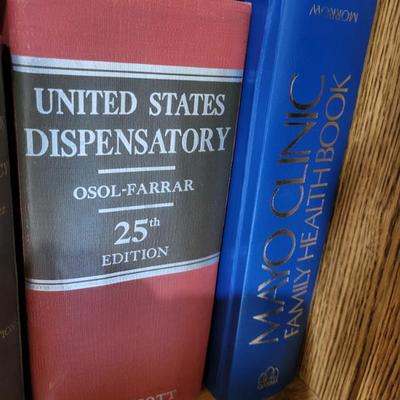 UNITED STATES
DISPENSATORY
OSOL-FARRAR
25th
EDITION
MORROW
MAYO CLINIC
FAMILY HEALTH BOOK